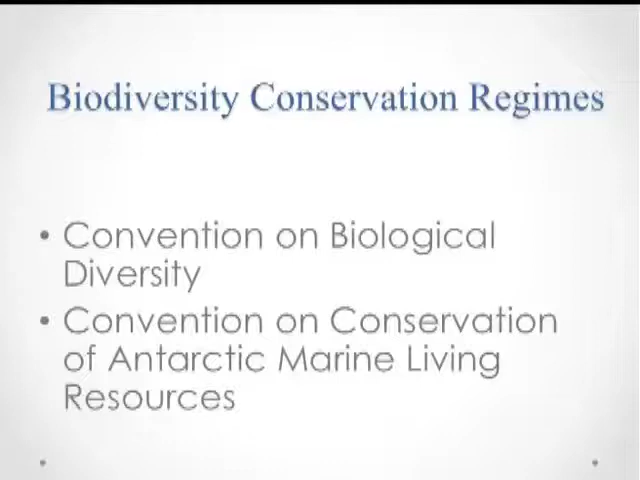 Biodiversity Conservation Regimes
• Convention on Biological
Diversity
• Convention on Conservation
of Antarctic Marine Living
Resources